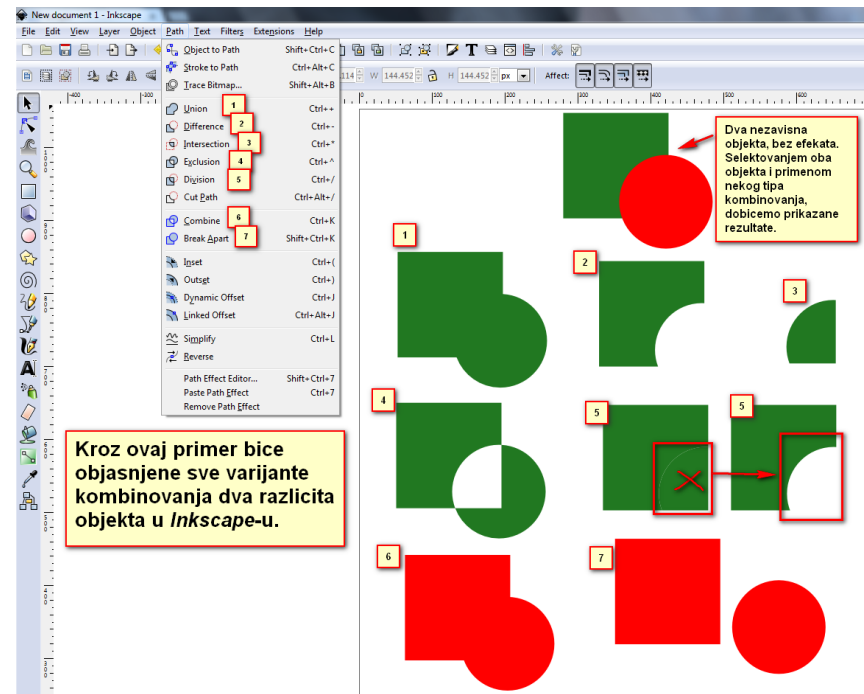 New document 1 - Inkscape
File Edit View Layer Object Path Text Filters Extensions Help
114 W 144.452 H 144.452 px Affect:
Object to Path Shift+Ctrl+C
Stroke to Path Ctrl+Alt+C
Trace Bitmap... Shift+Alt+B
Union 1 Ctrl++
Difference 2 Ctrl+-
Intersection 3 Ctrl+*
Exclusion 4 Ctrl+^
Division 5 Ctrl+/
Cut Path Ctrl+Alt+/
Combine 6 Ctrl+K
Break Apart 7 Shift+Ctrl+K
Inset Ctrl+(
Outset Ctrl+)
Dynamic Offset Ctrl+J
Linked Offset Ctrl+Alt+J
Simplify Ctrl+L
Reverse
Path Effect Editor... Shift+Ctrl+7
Paste Path Effect Ctrl+7
Remove Path Effect
Dva nezavisna
objekta, bez efekata.
Selektovanjem oba
objekta i primenom
nekog tipa
kombinovanja,
dobicemo prikazane
rezultate.
1
2
3
4
5
5
6
7
Kroz ovaj primer bice
objasnjene sve varijante
kombinovanja dva razlicita
objekta u Inkscape-u.